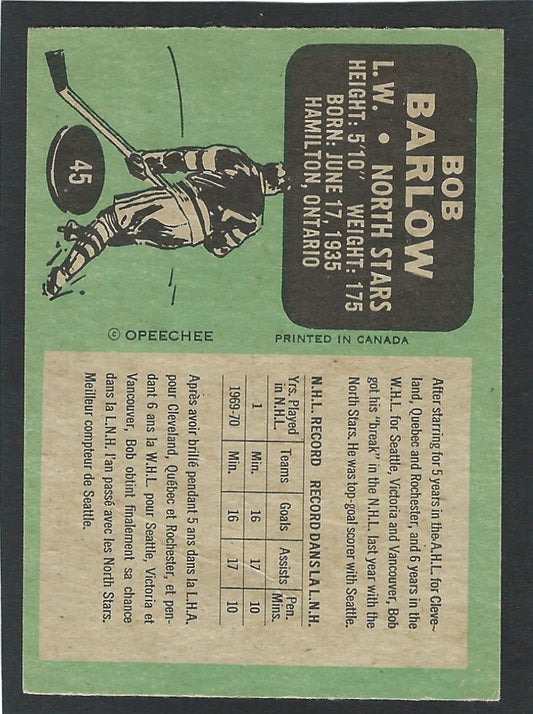 BOB
BARLOW
L. W. • NORTH STARS
HEIGHT: 5'10" WEIGHT: 175
BORN: JUNE 17, 1935
HAMILTON, ONTARIO
45
© OPEECHEE
PRINTED IN CANADA
After starring for 5 years in the A.H.L. for Cleve-
land, Quebec and Rochester, and 6 years in the
W.H.L. for Seattle, Victoria and Vancouver, Bob
got his "break" in the N.H.L. last year with the
North Stars. He was top-goal scorer with Seattle.
N.H.L. RECORD RECORD DANS LA L.N.H.
Yrs. Played in N.H.L. Teams Goals Assists Pen. Mins.
1 Min. 16 17 10
1969-70 Min. 16 17 10
Après avoir brillé pendant 5 ans dans la L.H.A.
pour Cleveland, Québec et Rochester, et pen-
dant 6 ans la W.H.L. pour Seattle, Victoria et
Vancouver, Bob obtint finalement sa chance
dans la L.N.H. l'an passé avec les North Stars.
Meilleur compteur de Seattle.